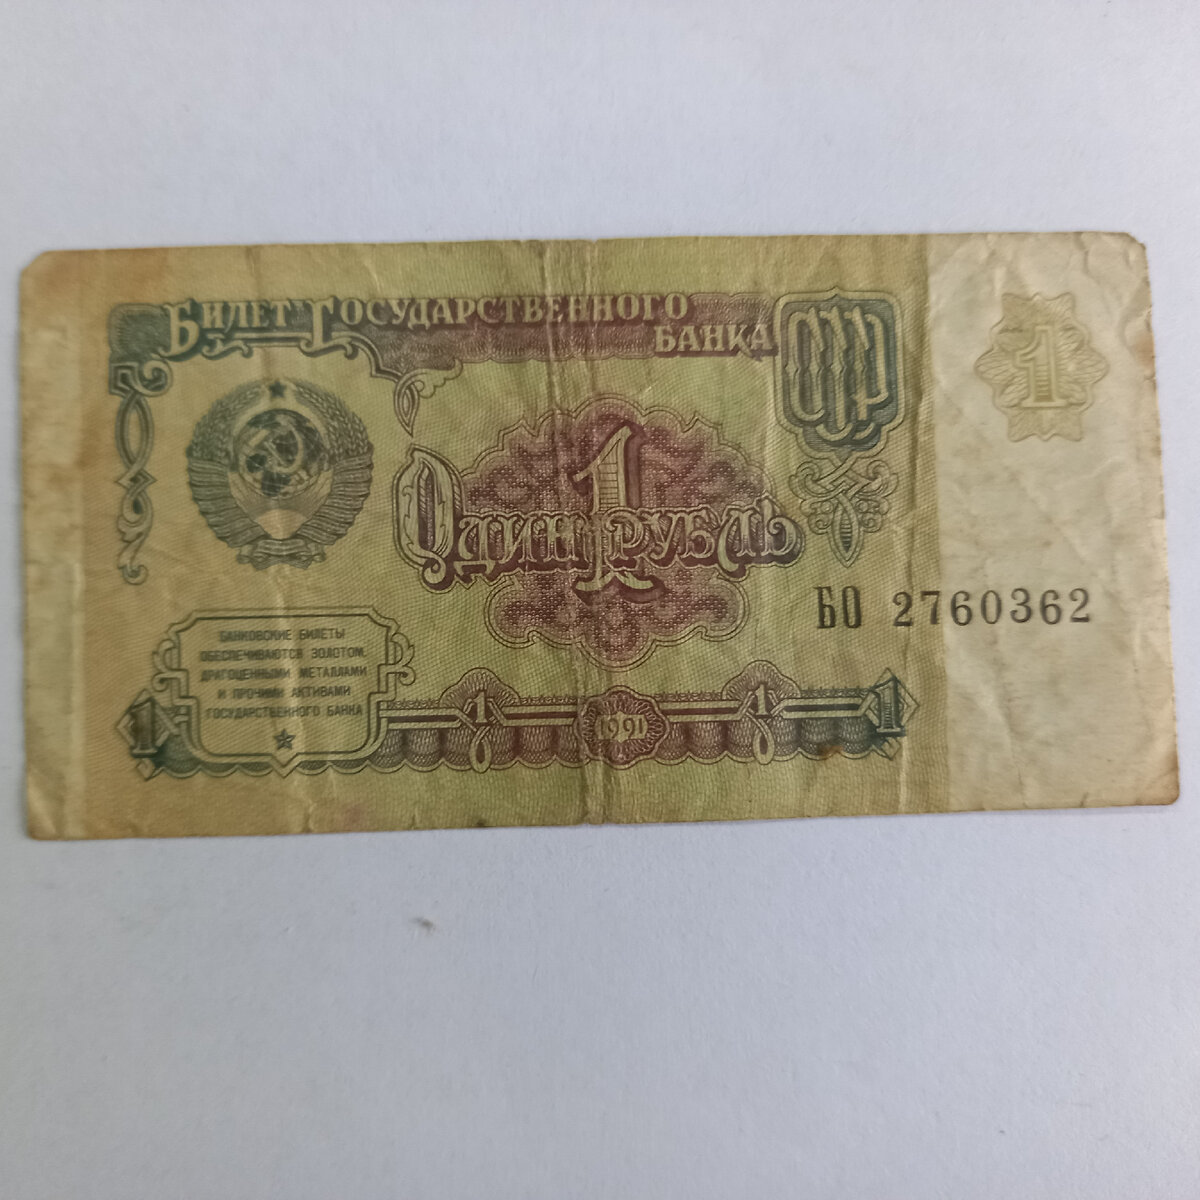 Билет Государственного
Банка
СССР
1
1
Один рубль
БО 2760362
Банковские билеты
обеспечиваются золотом,
драгоценными металлами
и прочими активами
Государственного банка
1 1 1991 1 1